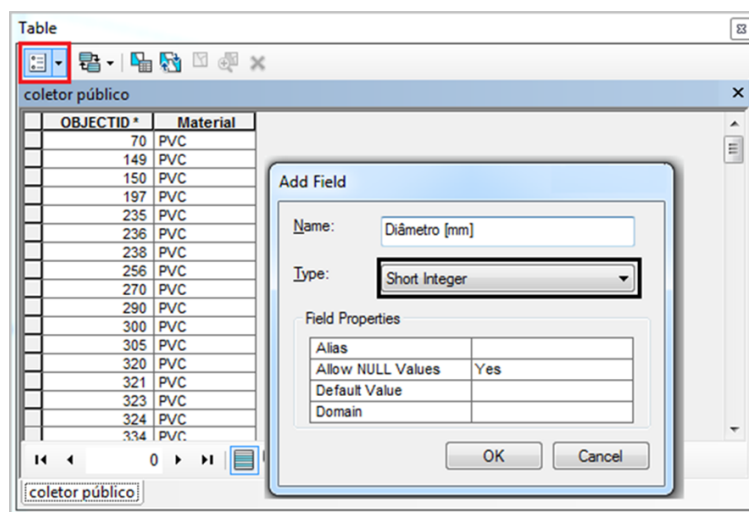 Table
coletor público
OBJECTID * Material
70 PVC
149 PVC
150 PVC
197 PVC
235 PVC
236 PVC
238 PVC
256 PVC
270 PVC
290 PVC
300 PVC
305 PVC
320 PVC
321 PVC
323 PVC
324 PVC
334 PVC
0
coletor público
Add Field
Name: Diâmetro [mm]
Type: Short Integer
Field Properties
Alias
Allow NULL Values Yes
Default Value
Domain
OK Cancel